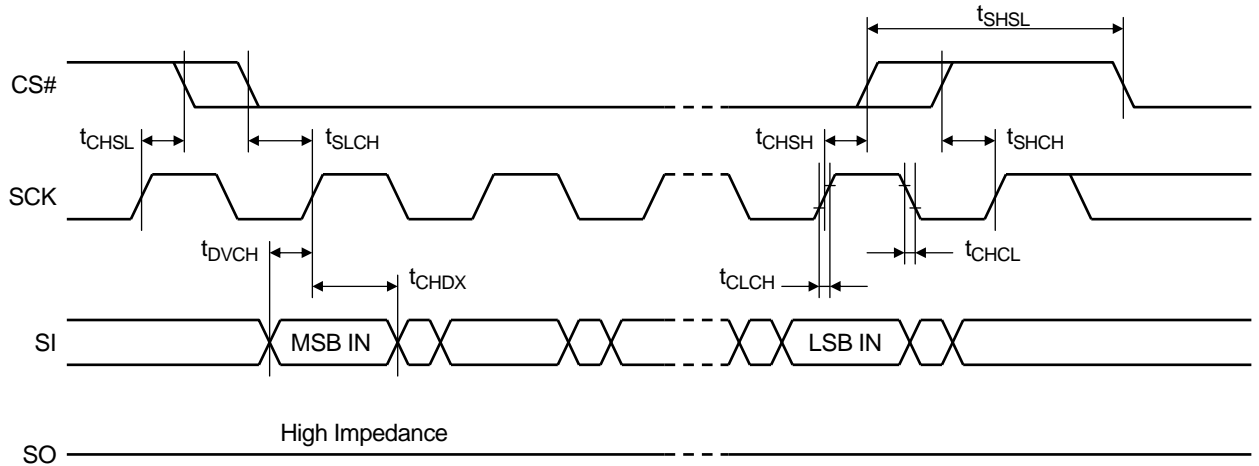 tSHSL
CS#
tCHSL
tSLCH
tCHSH
tSHCH
SCK
tDVCH
tCHDX
tCLCH
tCHCL
SI
MSB IN
LSB IN
High Impedance
SO